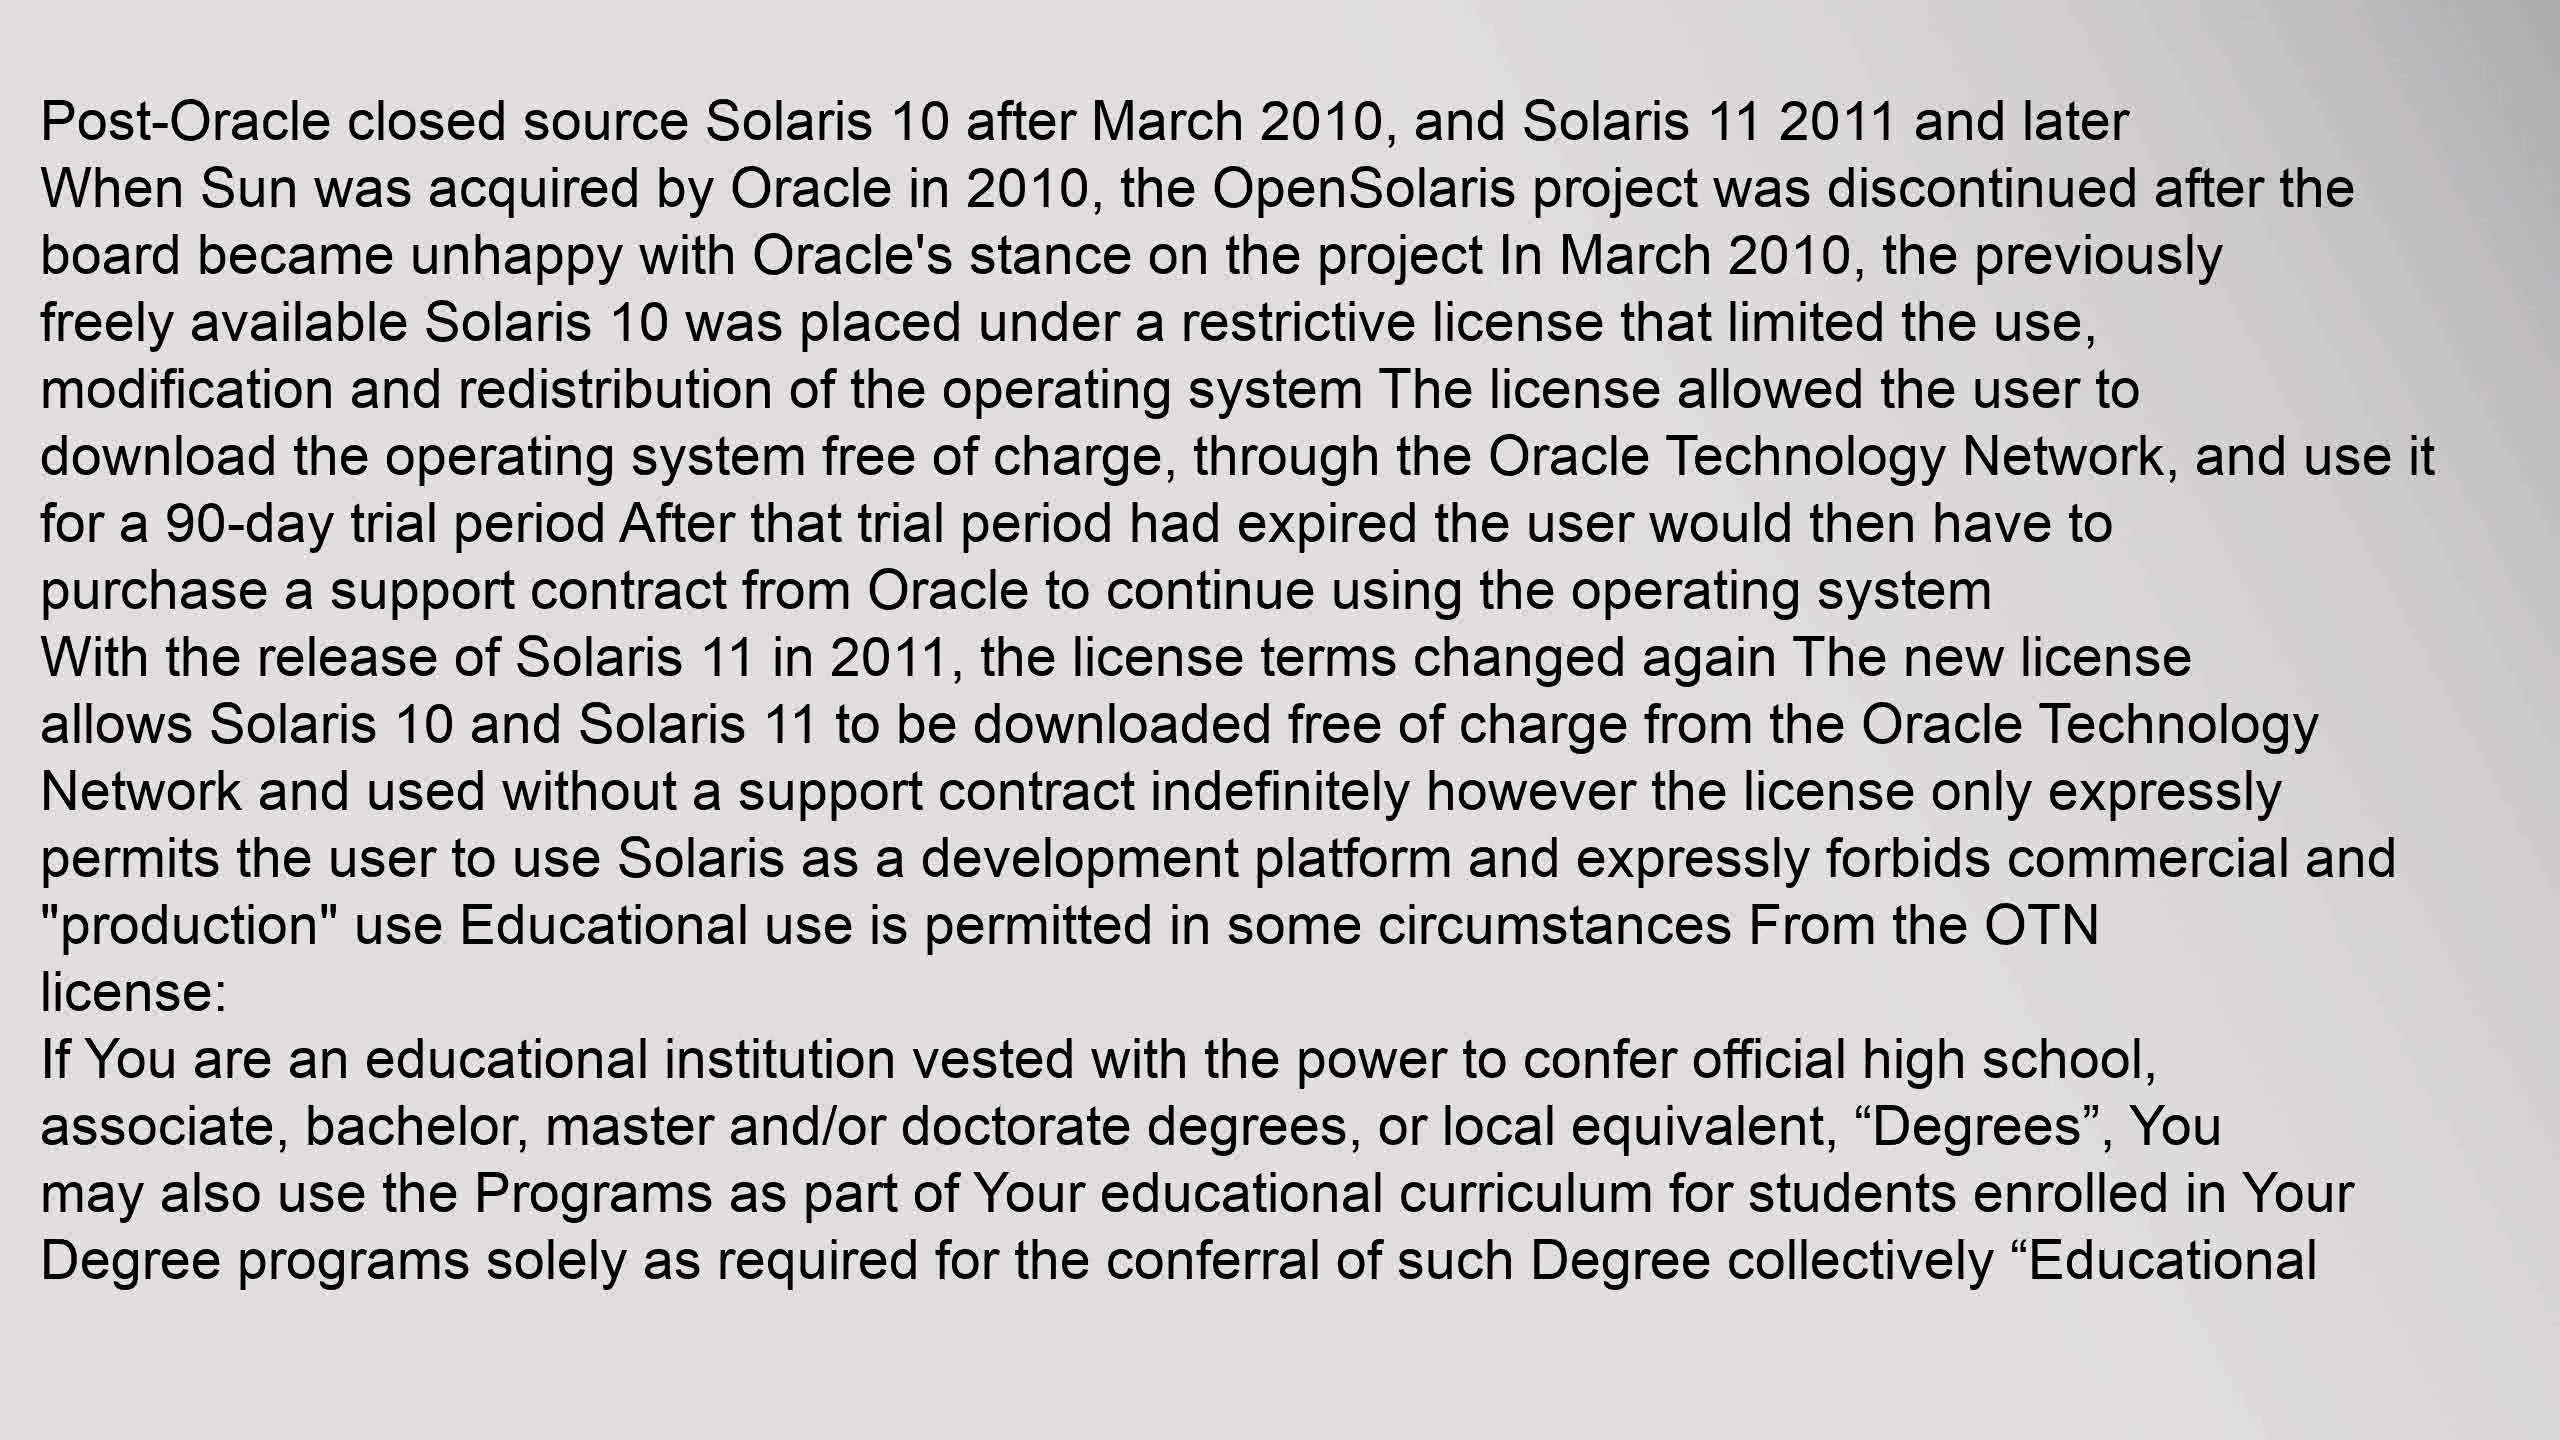 Post-Oracle closed source Solaris 10 after March 2010, and Solaris 11 2011 and later
When Sun was acquired by Oracle in 2010, the OpenSolaris project was discontinued after the
board became unhappy with Oracle's stance on the project In March 2010, the previously
freely available Solaris 10 was placed under a restrictive license that limited the use,
modification and redistribution of the operating system The license allowed the user to
download the operating system free of charge, through the Oracle Technology Network, and use it
for a 90-day trial period After that trial period had expired the user would then have to
purchase a support contract from Oracle to continue using the operating system
With the release of Solaris 11 in 2011, the license terms changed again The new license
allows Solaris 10 and Solaris 11 to be downloaded free of charge from the Oracle Technology
Network and used without a support contract indefinitely however the license only expressly
permits the user to use Solaris as a development platform and expressly forbids commercial and
"production" use Educational use is permitted in some circumstances From the OTN
license:
If You are an educational institution vested with the power to confer official high school,
associate, bachelor, master and/or doctorate degrees, or local equivalent, “Degrees”, You
may also use the Programs as part of Your educational curriculum for students enrolled in Your
Degree programs solely as required for the conferral of such Degree collectively “Educational